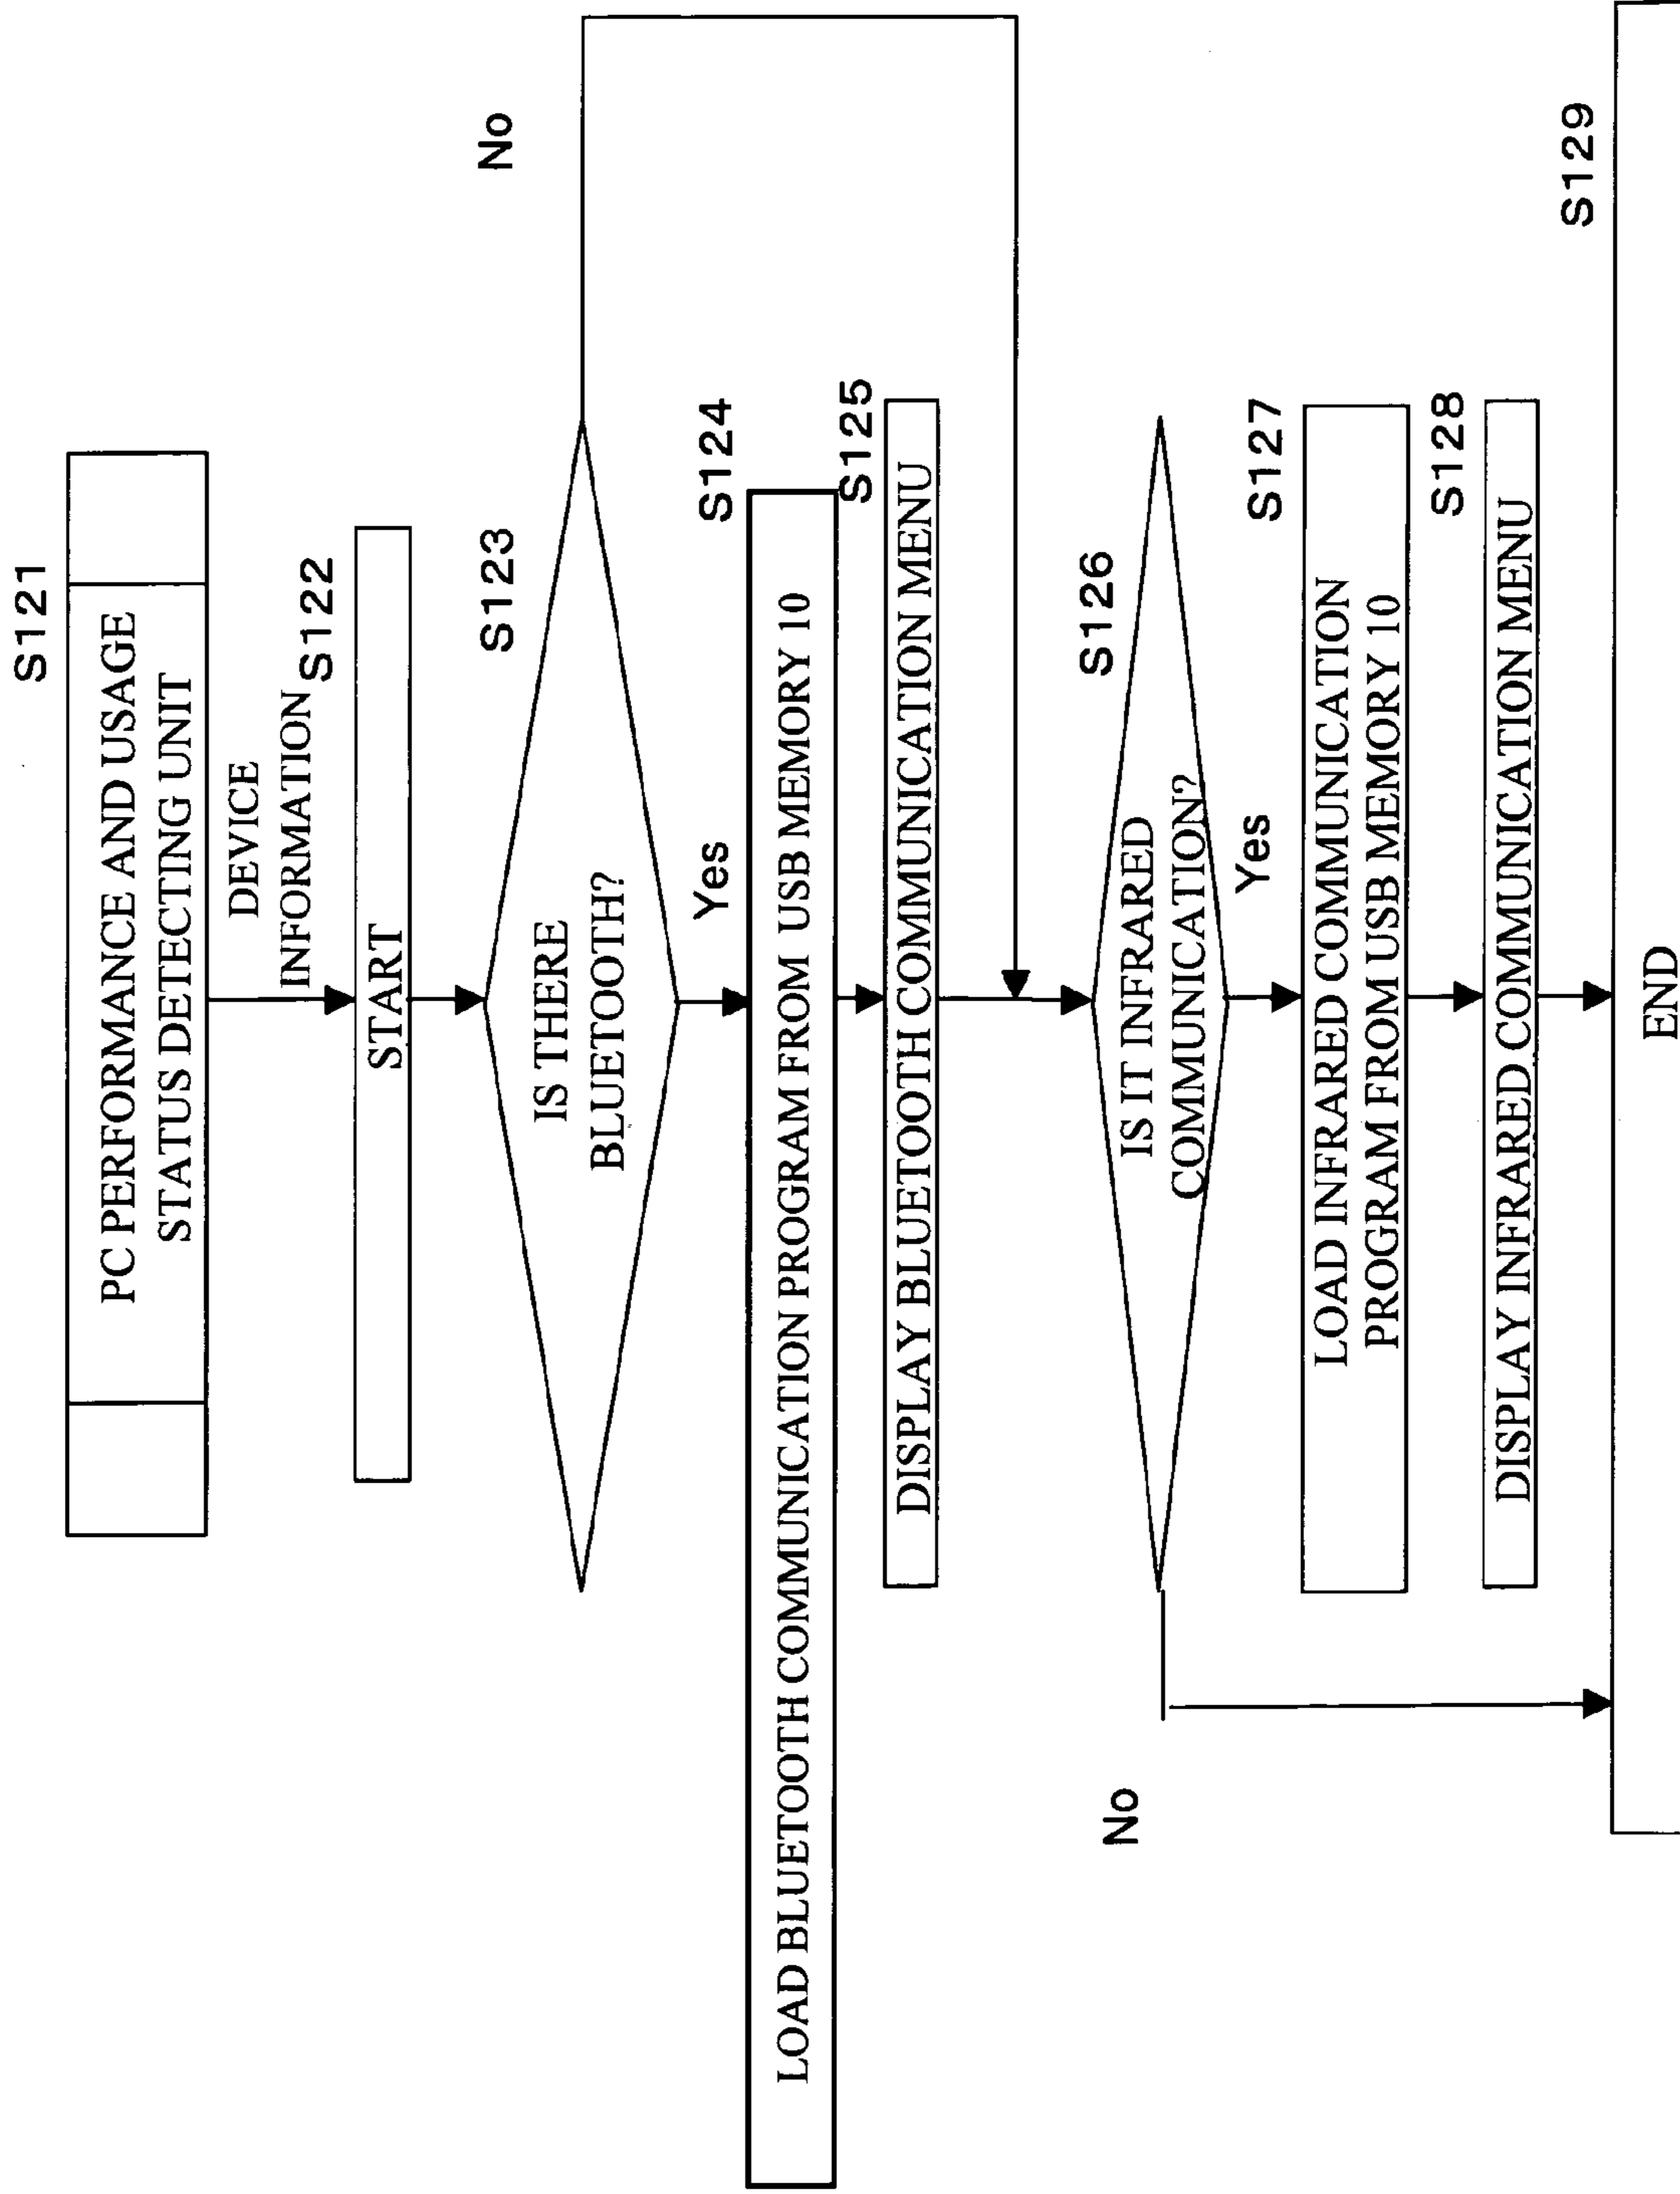 S121
PC PERFORMANCE AND USAGE
STATUS DETECTING UNIT
DEVICE
INFORMATION
S122
START
S123
IS THERE
BLUETOOTH?
No
Yes
S124
LOAD BLUETOOTH COMMUNICATION PROGRAM FROM USB MEMORY 10
S125
DISPLAY BLUETOOTH COMMUNICATION MENU
S126
IS IT INFRARED
COMMUNICATION?
No
Yes
S127
LOAD INFRARED COMMUNICATION
PROGRAM FROM USB MEMORY 10
S128
DISPLAY INFRARED COMMUNICATION MENU
S129
END